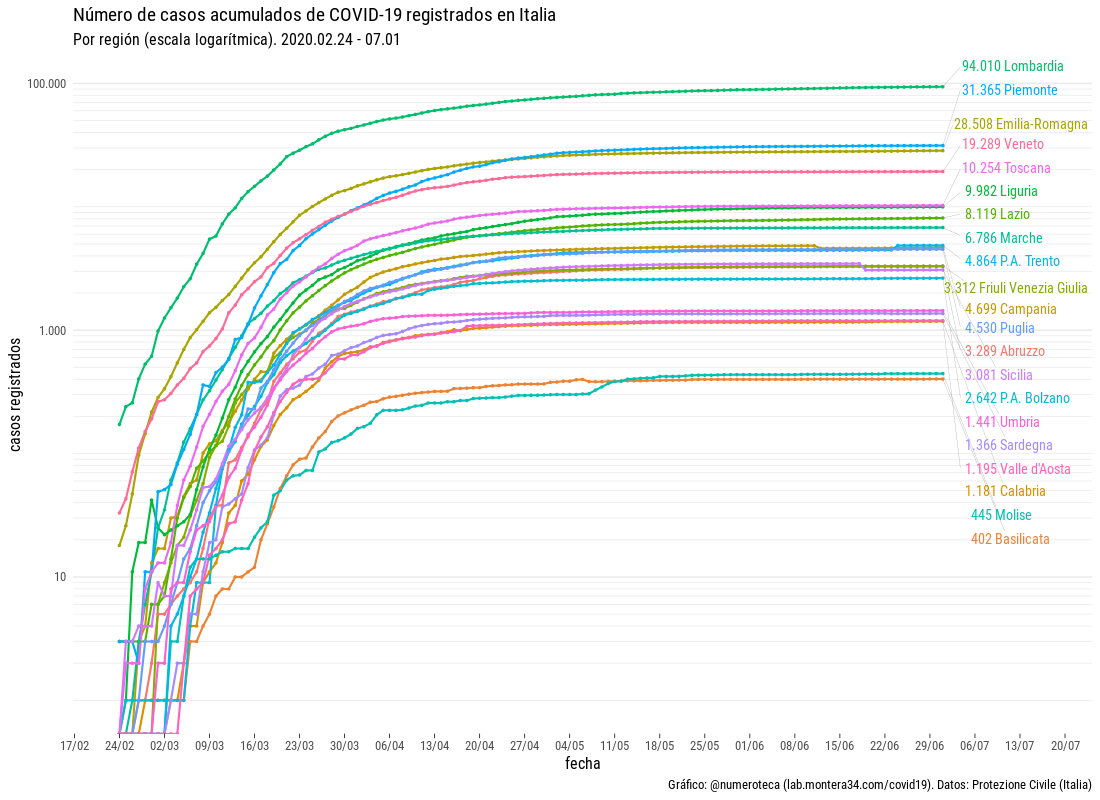 Número de casos acumulados de COVID-19 registrados en Italia
Por región (escala logarítmica). 2020.02.24 - 07.01
100.000
1.000
10
casos registrados
94.010 Lombardia
31.365 Piemonte
28.508 Emilia-Romagna
19.289 Veneto
10.254 Toscana
9.982 Liguria
8.119 Lazio
6.786 Marche
4.864 P.A. Trento
3.312 Friuli Venezia Giulia
4.699 Campania
4.530 Puglia
3.289 Abruzzo
3.081 Sicilia
2.642 P.A. Bolzano
1.441 Umbria
1.366 Sardegna
1.195 Valle d'Aosta
1.181 Calabria
445 Molise
402 Basilicata
17/02 24/02 02/03 09/03 16/03 23/03 30/03 06/04 13/04 20/04 27/04 04/05 11/05 18/05 25/05 01/06 08/06 15/06 22/06 29/06 06/07 13/07 20/07
fecha
Gráfico: @numeroteca (lab.montera34.com/covid19). Datos: Protezione Civile (Italia)